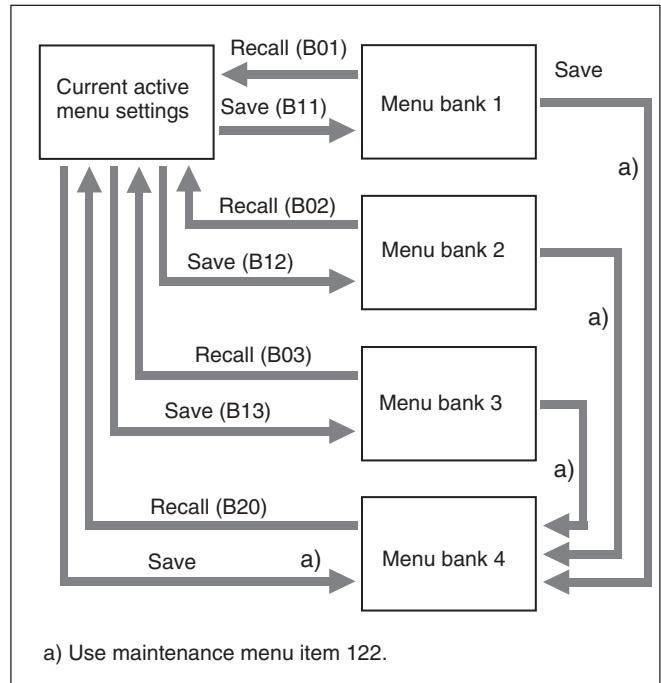 Current active
menu settings
Recall (B01)
Save (B11)
Menu bank 1
Save
a)
Recall (B02)
Save (B12)
Menu bank 2
a)
Recall (B03)
Save (B13)
Menu bank 3
a)
Recall (B20)
Save
a)
Menu bank 4
a) Use maintenance menu item 122.